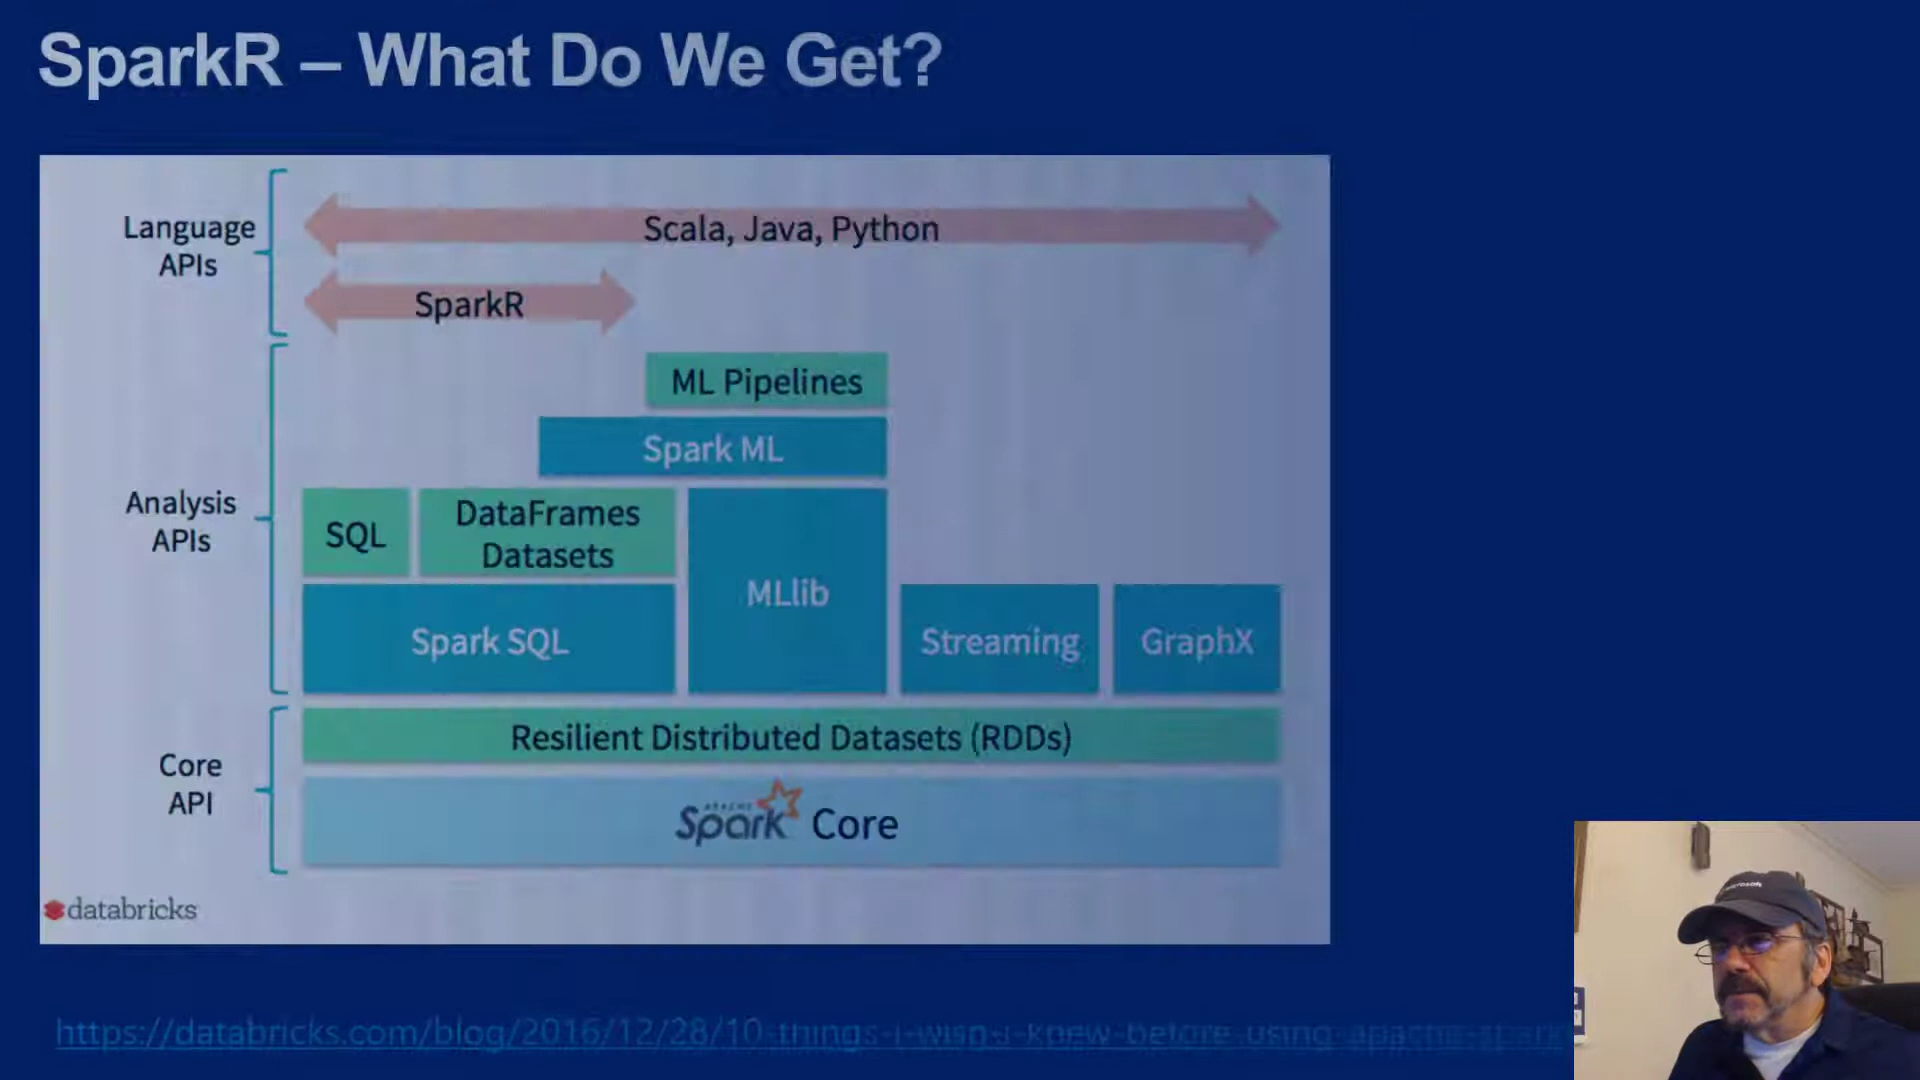 SparkR – What Do We Get?
Language
APIs
Scala, Java, Python
SparkR
ML Pipelines
Spark ML
Analysis
APIs
SQL
DataFrames
Datasets
MLlib
Spark SQL
Streaming
GraphX
Resilient Distributed Datasets (RDDs)
Core
API
APACHE
Spark Core
databricks
https://databricks.com/blog/2016/12/28/10-things-i-wish-i-knew-before-using-apache-spark